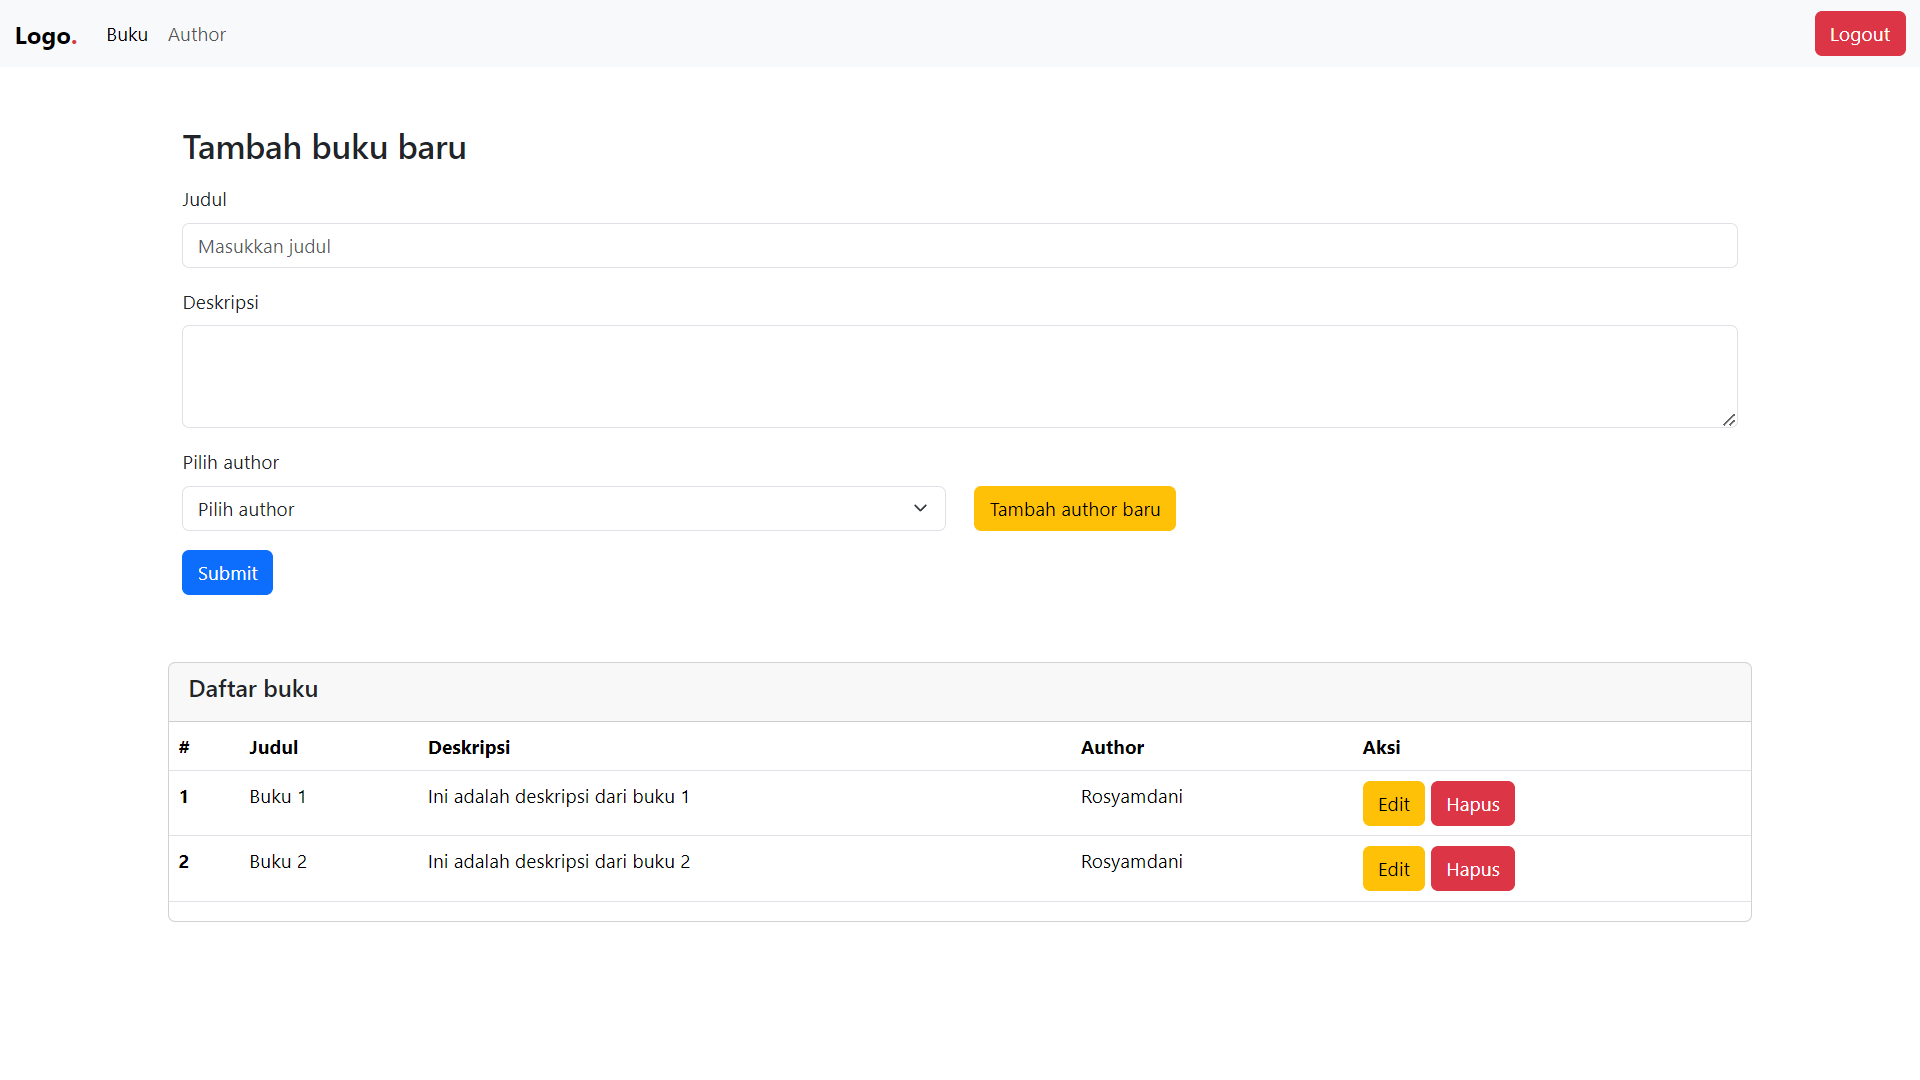 Logo. Buku Author Logout
Tambah buku baru
Judul
Masukkan judul
Deskripsi
Pilih author
Pilih author Tambah author baru
Submit
Daftar buku
# Judul Deskripsi Author Aksi
1 Buku 1 Ini adalah deskripsi dari buku 1 Rosyamdani Edit Hapus
2 Buku 2 Ini adalah deskripsi dari buku 2 Rosyamdani Edit Hapus